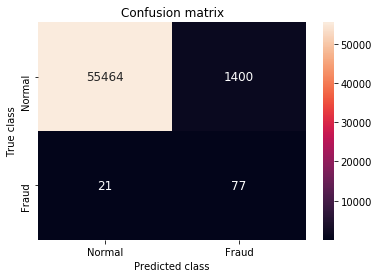 Confusion matrix
True class
Normal
55464
1400
Fraud
21
77
Normal
Fraud
Predicted class
50000
40000
30000
20000
10000